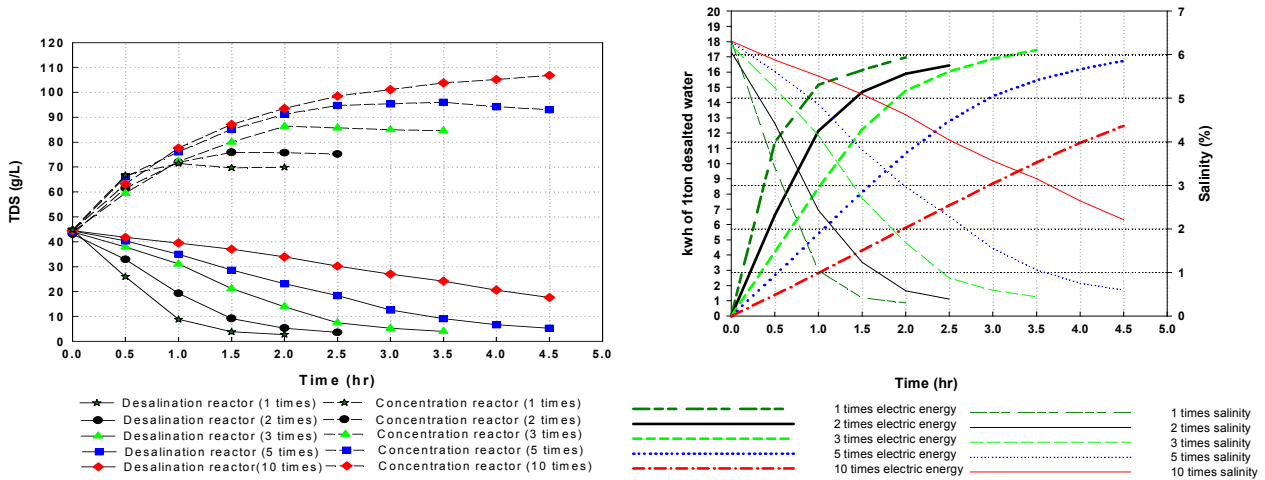 120
110
100
90
80
70
60
50
40
30
20
10
0
TDS (g/L)
0.0 0.5 1.0 1.5 2.0 2.5 3.0 3.5 4.0 4.5 5.0
Time (hr)
Desalination reactor (1 times) Concentration reactor (1 times)
Desalination reactor (2 times) Concentration reactor (2 times)
Desalination reactor (3 times) Concentration reactor (3 times)
Desalination reactor (5 times) Concentration reactor (5 times)
Desalination reactor(10 times) Concentration reactor (10 times)
20
19
18
17
16
15
14
13
12
11
10
9
8
7
6
5
4
3
2
1
0
kwh of 1ton desalted water
7
6
5
4
3
2
1
0
Salinity (%)
0.0 0.5 1.0 1.5 2.0 2.5 3.0 3.5 4.0 4.5 5.0
Time (hr)
1 times electric energy 1 times salinity
2 times electric energy 2 times salinity
3 times electric energy 3 times salinity
5 times electric energy 5 times salinity
10 times electric energy 10 times salinity